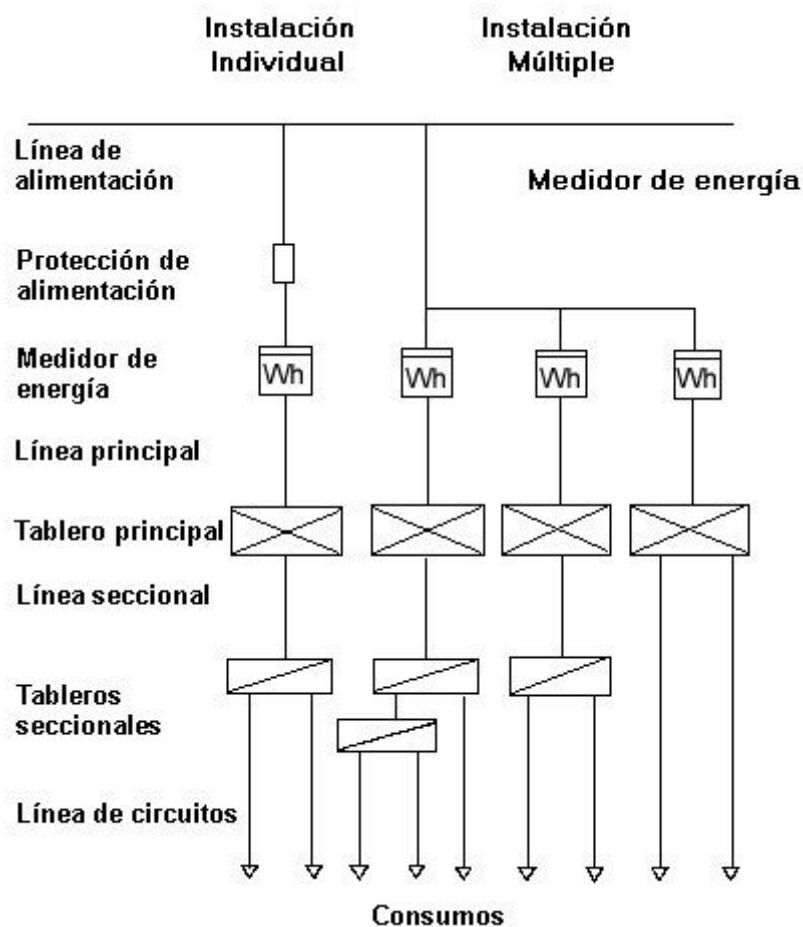 Instalación
Individual
Instalación
Múltiple
Línea de
alimentación
Medidor de energía
Protección de
alimentación
Medidor de
energía
Wh
Wh
Wh
Wh
Línea principal
Tablero principal
Línea seccional
Tableros
seccionales
Línea de circuitos
Consumos